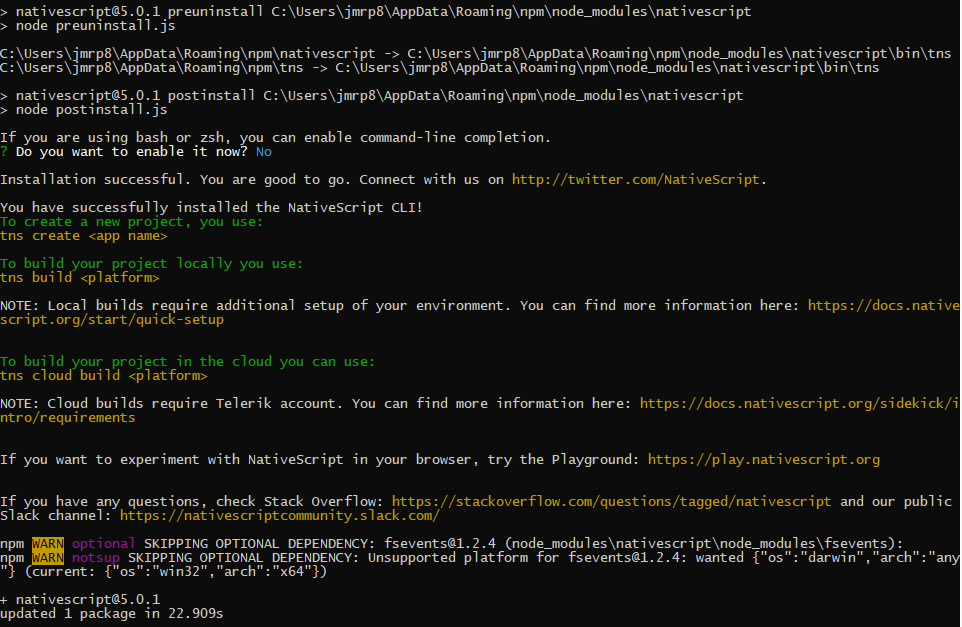 > nativescript@5.0.1 preuninstall C:\Users\jmrp8\AppData\Roaming\npm\node_modules\nativescript
> node preuninstall.js
C:\Users\jmrp8\AppData\Roaming\npm\nativescript -> C:\Users\jmrp8\AppData\Roaming\npm\node_modules\nativescript\bin\tns
C:\Users\jmrp8\AppData\Roaming\npm\tns -> C:\Users\jmrp8\AppData\Roaming\npm\node_modules\nativescript\bin\tns
> nativescript@5.0.1 postinstall C:\Users\jmrp8\AppData\Roaming\npm\node_modules\nativescript
> node postinstall.js
If you are using bash or zsh, you can enable command-line completion.
? Do you want to enable it now? No
Installation successful. You are good to go. Connect with us on http://twitter.com/NativeScript.
You have successfully installed the NativeScript CLI!
To create a new project, you use:
tns create <app name>
To build your project locally you use:
tns build <platform>
NOTE: Local builds require additional setup of your environment. You can find more information here: https://docs.native
script.org/start/quick-setup
To build your project in the cloud you can use:
tns cloud build <platform>
NOTE: Cloud builds require Telerik account. You can find more information here: https://docs.nativescript.org/sidekick/i
ntro/requirements
If you want to experiment with NativeScript in your browser, try the Playground: https://play.nativescript.org
If you have any questions, check Stack Overflow: https://stackoverflow.com/questions/tagged/nativescript and our public
Slack channel: https://nativescriptcommunity.slack.com/
npm WARN optional SKIPPING OPTIONAL DEPENDENCY: fsevents@1.2.4 (node_modules\nativescript\node_modules\fsevents):
npm WARN notsup SKIPPING OPTIONAL DEPENDENCY: Unsupported platform for fsevents@1.2.4: wanted {"os":"darwin","arch":"any
"} (current: {"os":"win32","arch":"x64"})
+ nativescript@5.0.1
updated 1 package in 22.909s